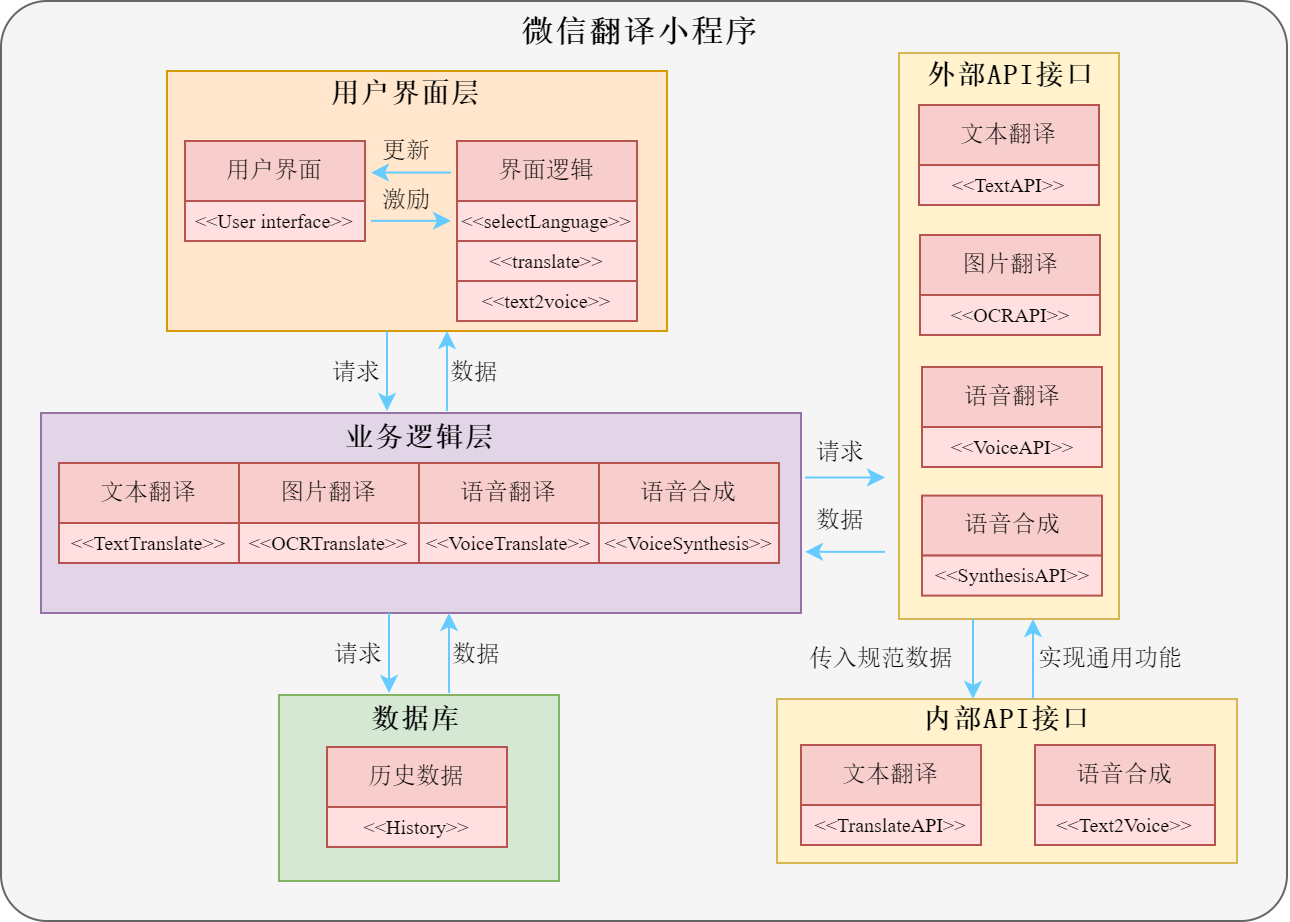 微信翻译小程序
用户界面层
用户界面
<<User interface>>
更新
激励
界面逻辑
<<selectLanguage>>
<<translate>>
<<text2voice>>
请求
数据
业务逻辑层
文本翻译
<<TextTranslate>>
图片翻译
<<OCRTranslate>>
语音翻译
<<VoiceTranslate>>
语音合成
<<VoiceSynthesis>>
请求
数据
请求
数据
数据库
历史数据
<<History>>
外部API接口
文本翻译
<<TextAPI>>
图片翻译
<<OCRAPI>>
语音翻译
<<VoiceAPI>>
语音合成
<<SynthesisAPI>>
传入规范数据
实现通用功能
内部API接口
文本翻译
<<TranslateAPI>>
语音合成
<<Text2Voice>>